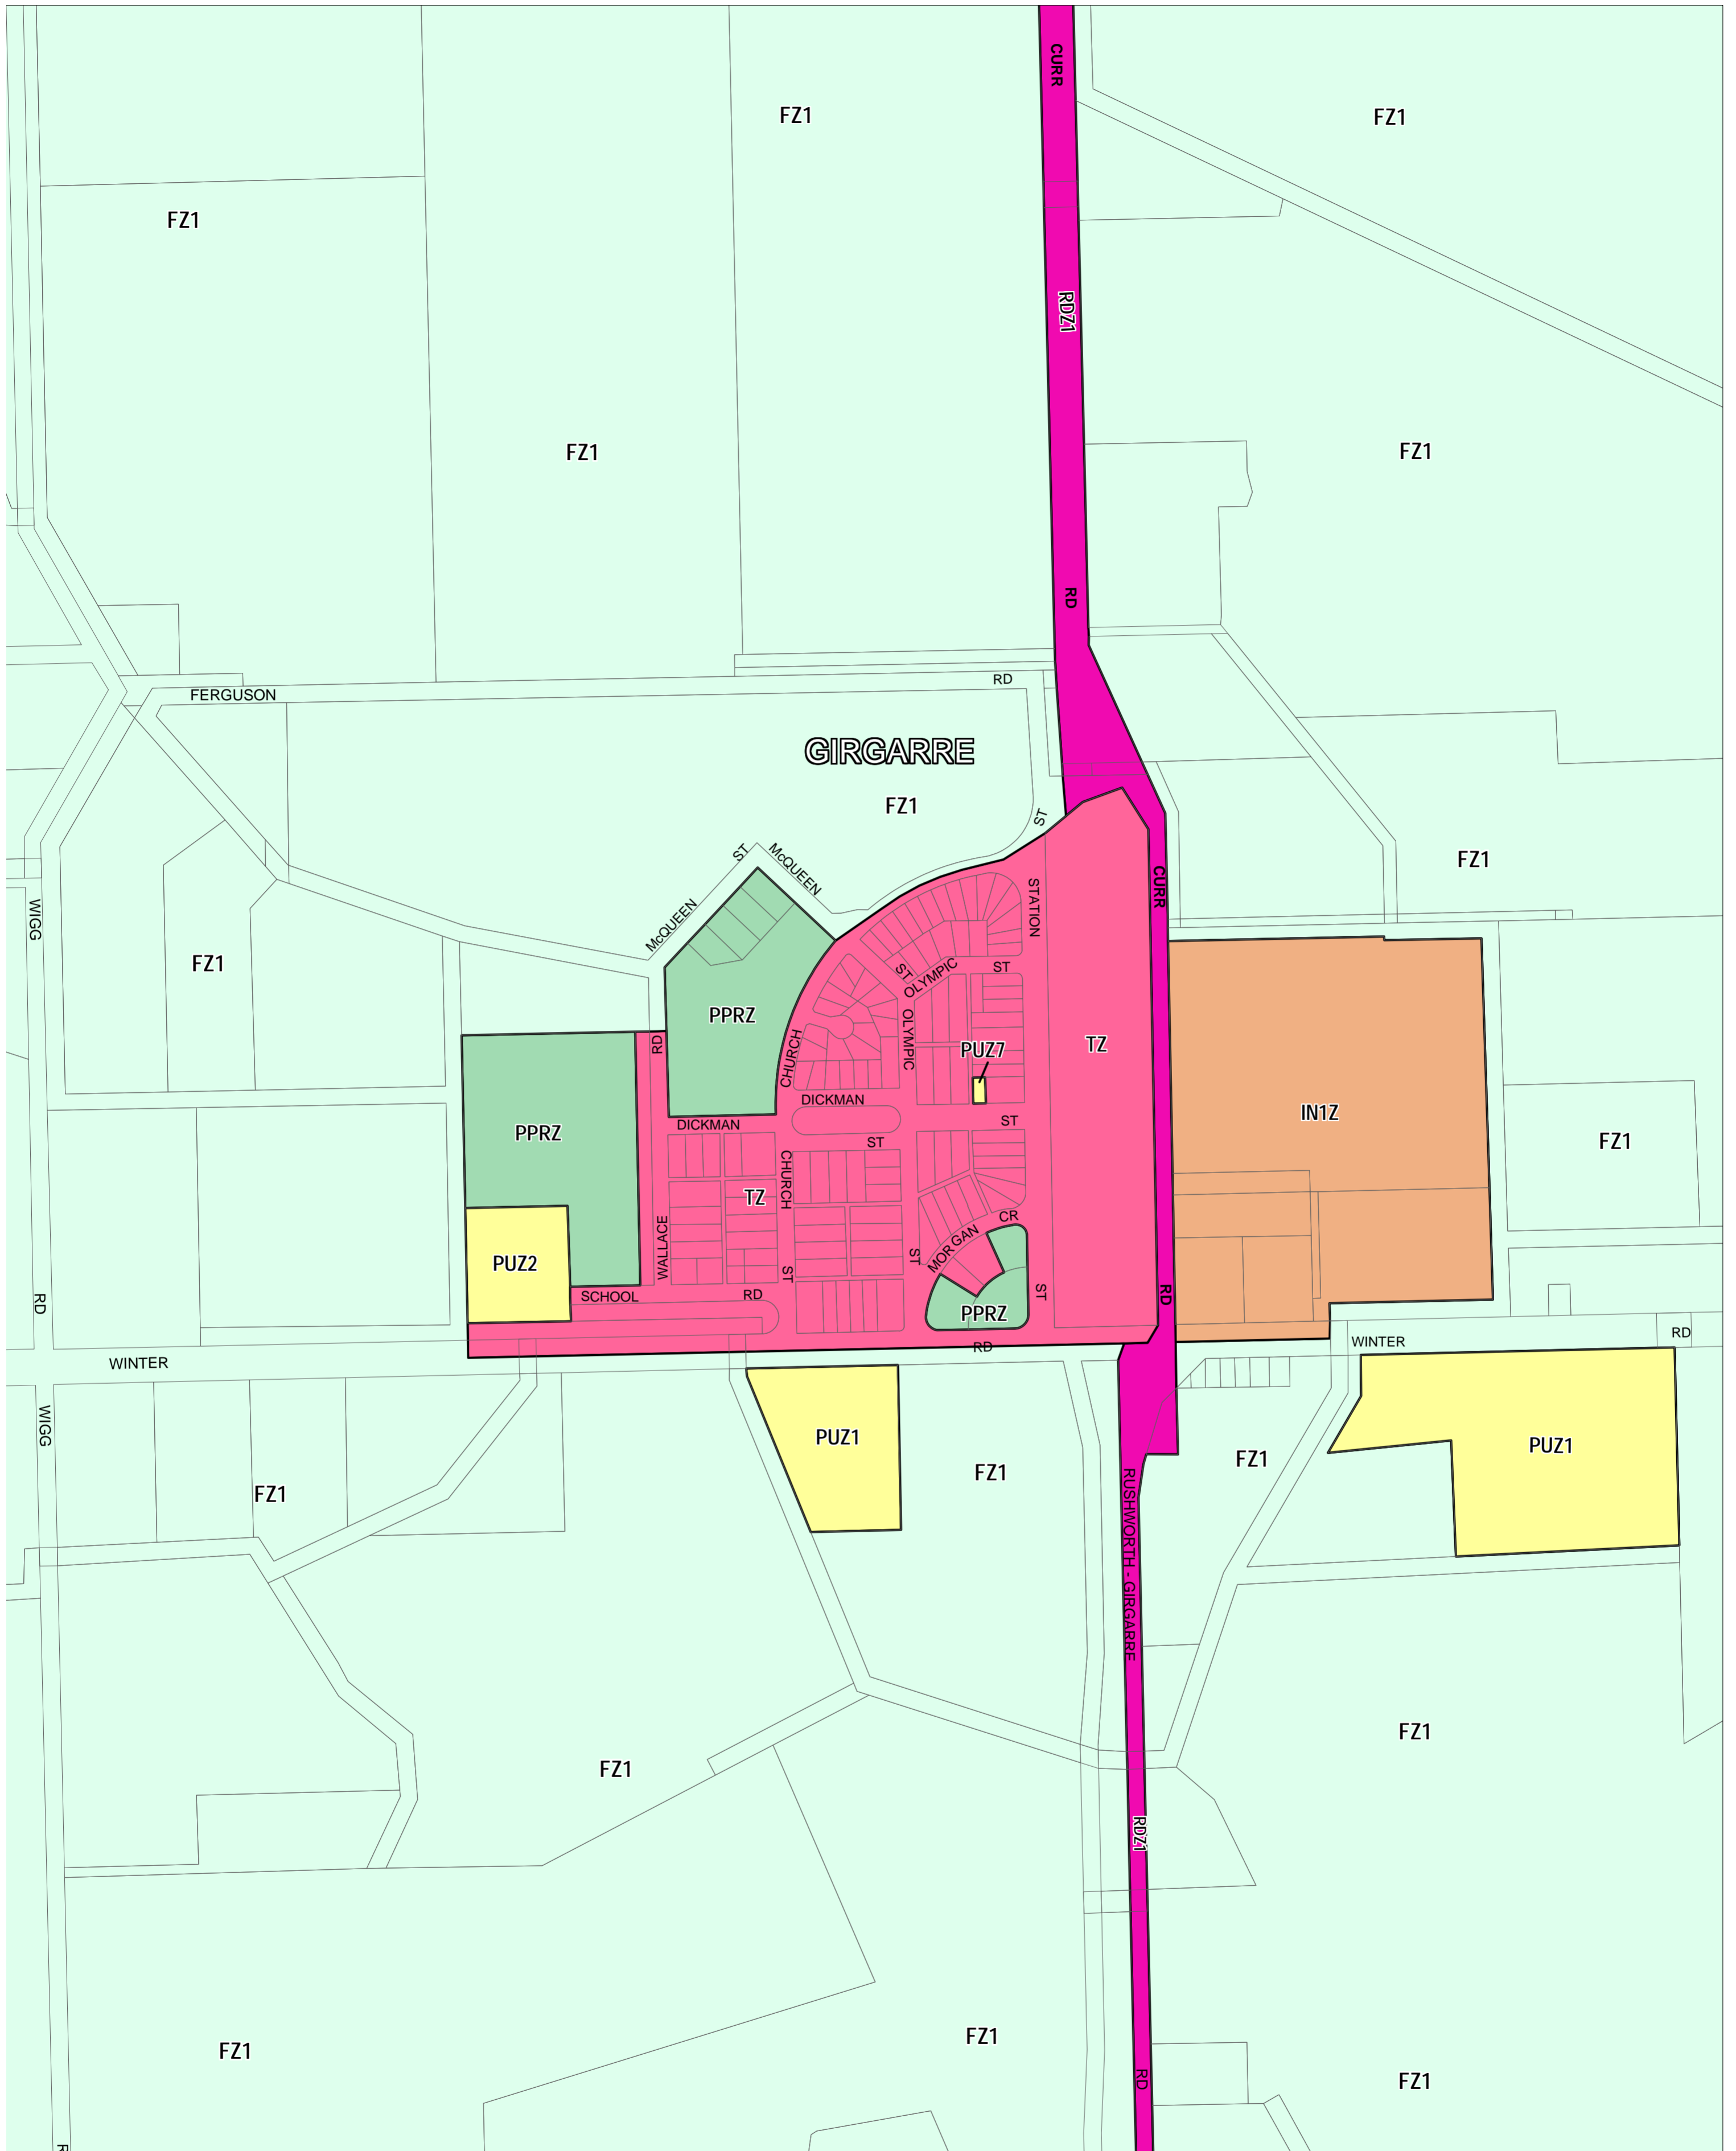 CURR
FZ1
FZ1
FZ1
RDZ1
FZ1
FZ1
RD
RD
FERGUSON
GIRGARRE
FZ1
ST
ST
McQUEEN
FZ1
CURR
STATION
McQUEEN
WIGG
FZ1
ST
OLYMPIC
ST
PPRZ
OLYMPIC
RD
CHURCH
PUZ7
TZ
DICKMAN
IN1Z
DICKMAN
ST
PPRZ
ST
FZ1
CHURCH
TZ
CR
MORGAN
WALLACE
ST
PUZ2
ST
ST
RD
RD
SCHOOL
RD
PPRZ
RD
WINTER
RD
WINTER
RD
WIGG
PUZ1
PUZ1
FZ1
FZ1
FZ1
RUSHWORTH - GIRGARRE
FZ1
FZ1
RDZ1
FZ1
FZ1
RD
FZ1